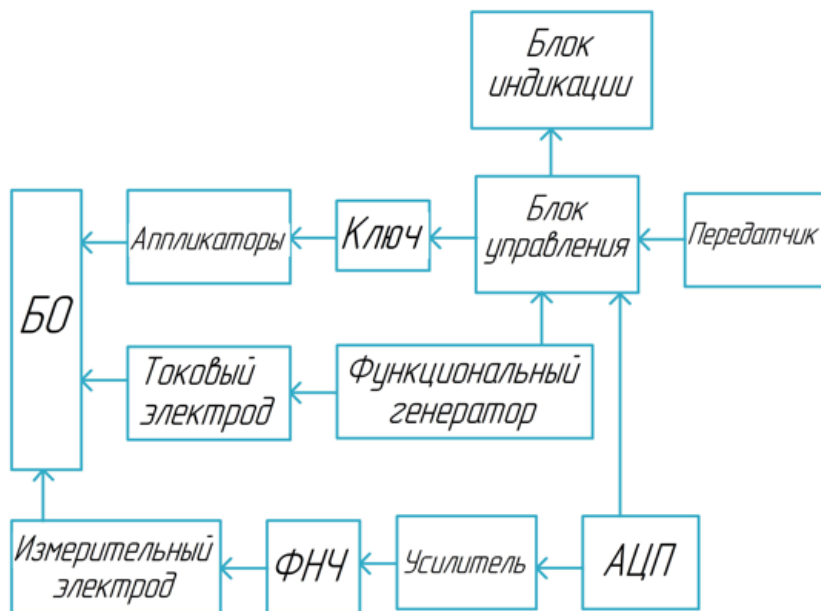 Блок
индикации
Аппликаторы
Ключ
Блок
управления
Передатчик
БО
Токовый
электрод
Функциональный
генератор
Измерительный
электрод
ФНЧ
Усилитель
АЦП